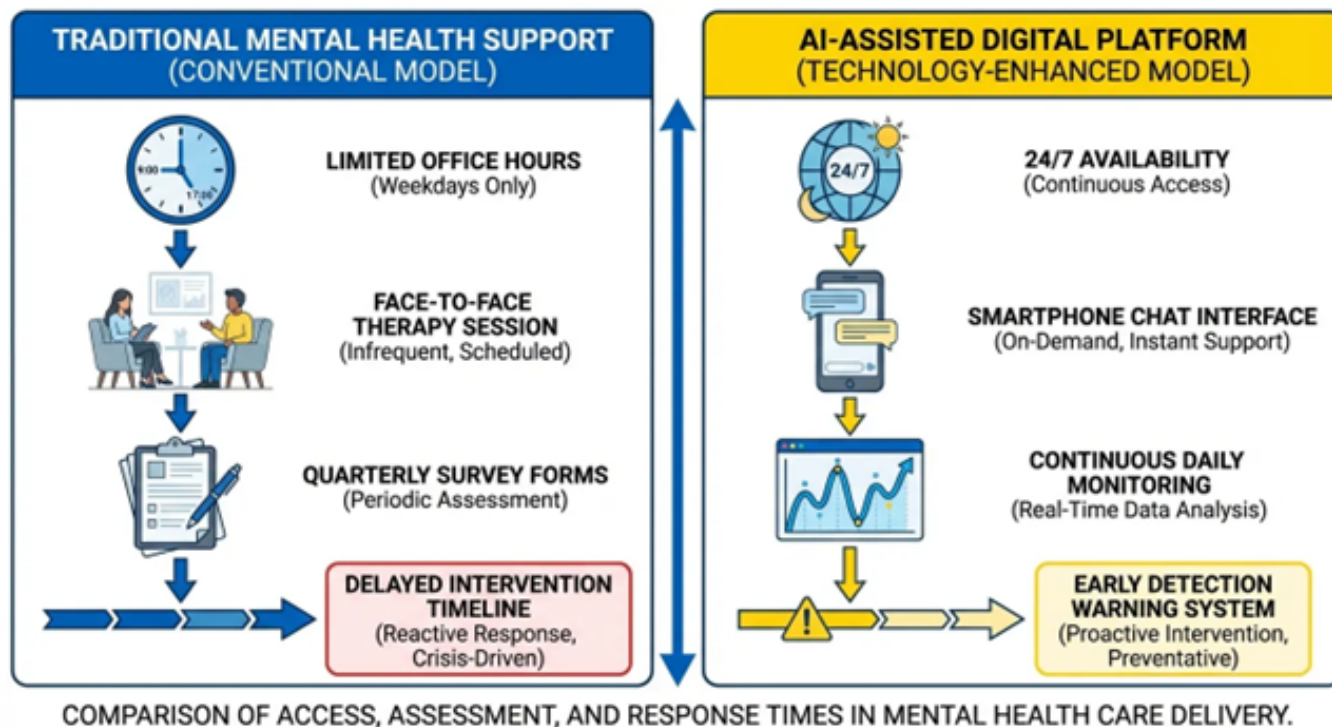 TRADITIONAL MENTAL HEALTH SUPPORT
(CONVENTIONAL MODEL)
9:00
17:00
LIMITED OFFICE HOURS
(Weekdays Only)
FACE-TO-FACE
THERAPY SESSION
(Infrequent, Scheduled)
QUARTERLY SURVEY FORMS
(Periodic Assessment)
DELAYED INTERVENTION
TIMELINE
(Reactive Response,
Crisis-Driven)
AI-ASSISTED DIGITAL PLATFORM
(TECHNOLOGY-ENHANCED MODEL)
24/7
24/7 AVAILABILITY
(Continuous Access)
SMARTPHONE CHAT INTERFACE
(On-Demand, Instant Support)
CONTINUOUS DAILY
MONITORING
(Real-Time Data Analysis)
!
EARLY DETECTION
WARNING SYSTEM
(Proactive Intervention,
Preventative)
COMPARISON OF ACCESS, ASSESSMENT, AND RESPONSE TIMES IN MENTAL HEALTH CARE DELIVERY.